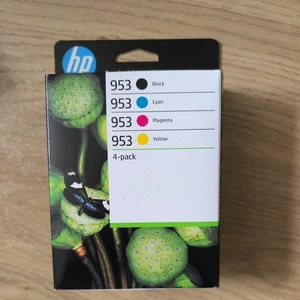 hp
953 Black
953 Cyan
953 Magenta
953 Yellow
4-pack